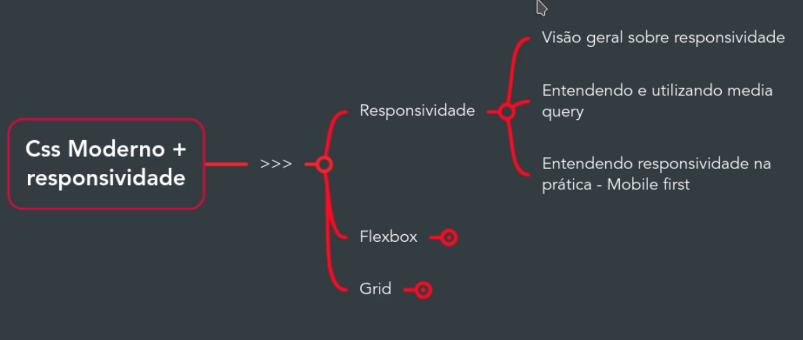 Css Moderno +
responsividade
>>>
Responsividade
Visão geral sobre responsividade
Entendendo e utilizando media
query
Entendendo responsividade na
prática - Mobile first
Flexbox
Grid